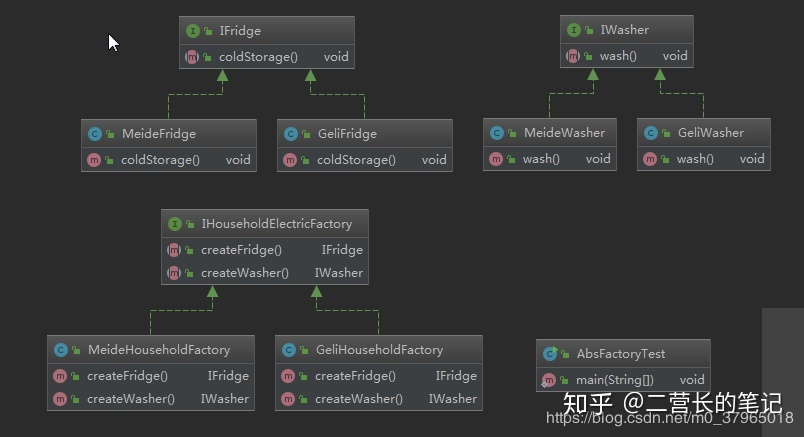 IFridge
coldStorage() void
IWasher
wash() void
MeideFridge
coldStorage() void
GeliFridge
coldStorage() void
MeideWasher
wash() void
GeliWasher
wash() void
IHouseholdElectricFactory
createFridge() IFridge
createWasher() IWasher
MeideHouseholdFactory
createFridge() IFridge
createWasher() IWasher
GeliHouseholdFactory
createFridge() IFridge
createWasher() IWasher
AbsFactoryTest
main(String[]) void
知乎 @二营长的笔记
https://blog.csdn.net/m0_37965018